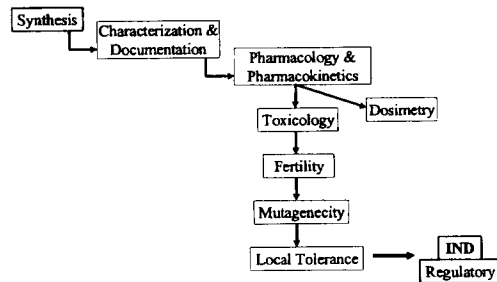 Synthesis
Characterization &
Documentation
Pharmacology &
Pharmacokinetics
Dosimetry
Toxicology
Fertility
Mutagenecity
Local Tolerance
IND
Regulatory